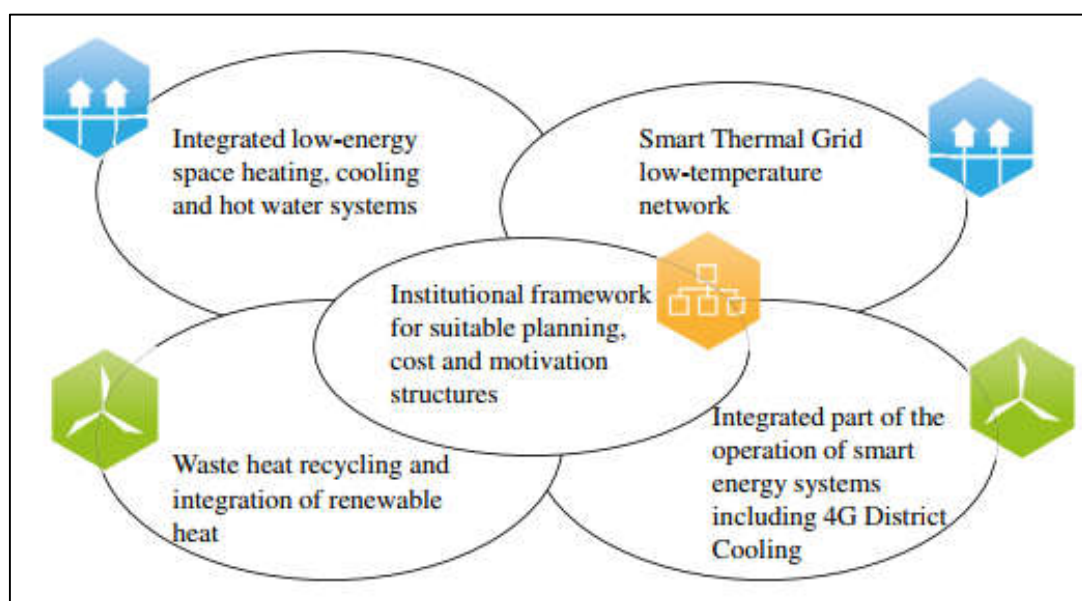 Integrated low-energy
space heating, cooling
and hot water systems
Smart Thermal Grid
low-temperature
network
Institutional framework
for suitable planning,
cost and motivation
structures
Waste heat recycling and
integration of renewable
heat
Integrated part of the
operation of smart
energy systems
including 4G District
Cooling